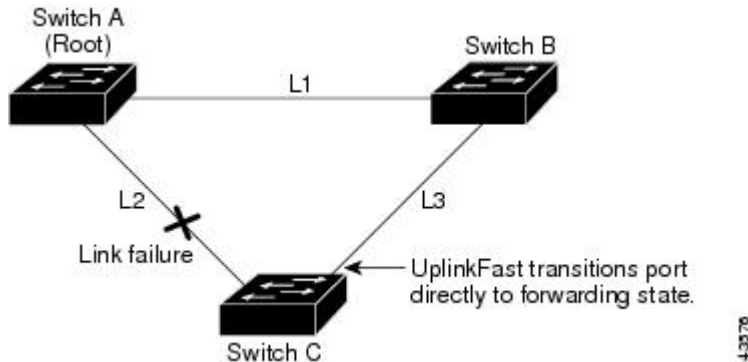 Switch A
(Root)
Switch B
L1
L2
L3
Link failure
UplinkFast transitions port
directly to forwarding state.
Switch C
43576